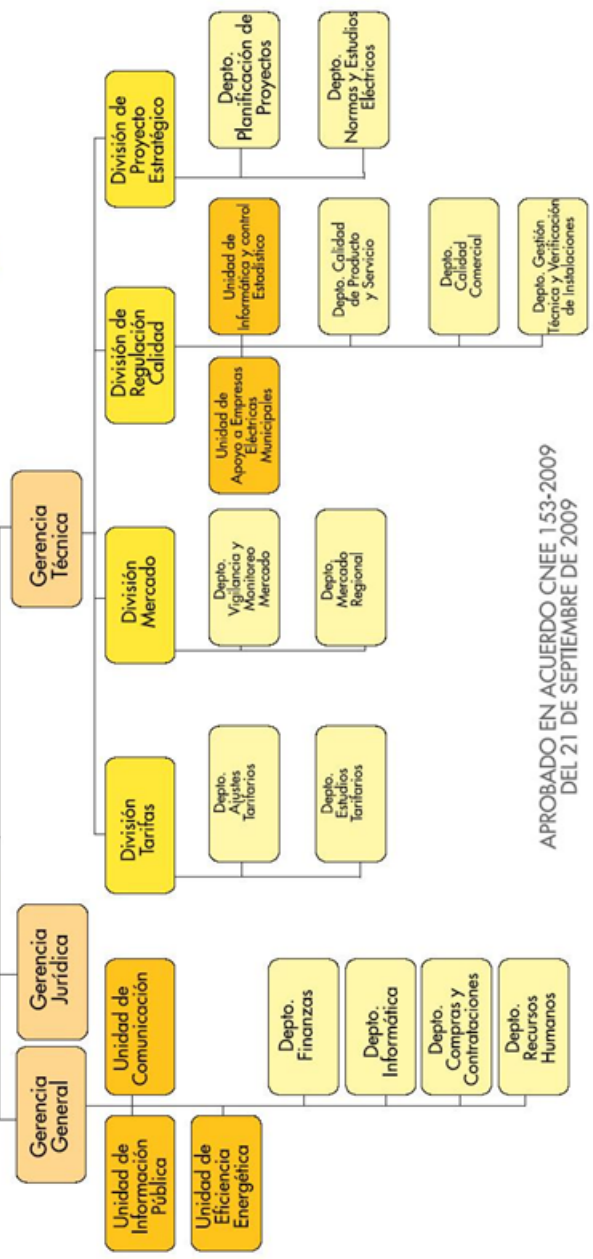 Gerencia
General
Gerencia
Jurídica
Gerencia
Técnica
Unidad de
Información
Pública
Unidad de
Comunicación
Unidad de
Eficiencia
Energética
Depto.
Finanzas
Depto.
Informática
Depto.
Compras y
Contrataciones
Depto.
Recursos
Humanos
División
Tarifas
Depto.
Ajustes
Tarifarios
Depto.
Estudios
Tarifarios
División
Mercado
Depto.
Vigilancia y
Monitoreo
Mercado
Depto.
Mercado
Regional
División de
Regulación
Calidad
Unidad de
Apoyo a Empresas
Eléctricas
Municipales
Unidad de
Informática y control
Estadístico
Depto. Calidad
de Producto
y Servicio
Depto.
Calidad
Comercial
Depto. Gestión
Técnica y Verificación
de Instalaciones
División de
Proyecto
Estratégico
Depto.
Planificación de
Proyectos
Depto.
Normas y Estudios
Eléctricos
APROBADO EN ACUERDO CNEE 153-2009
DEL 21 DE SEPTIEMBRE DE 2009